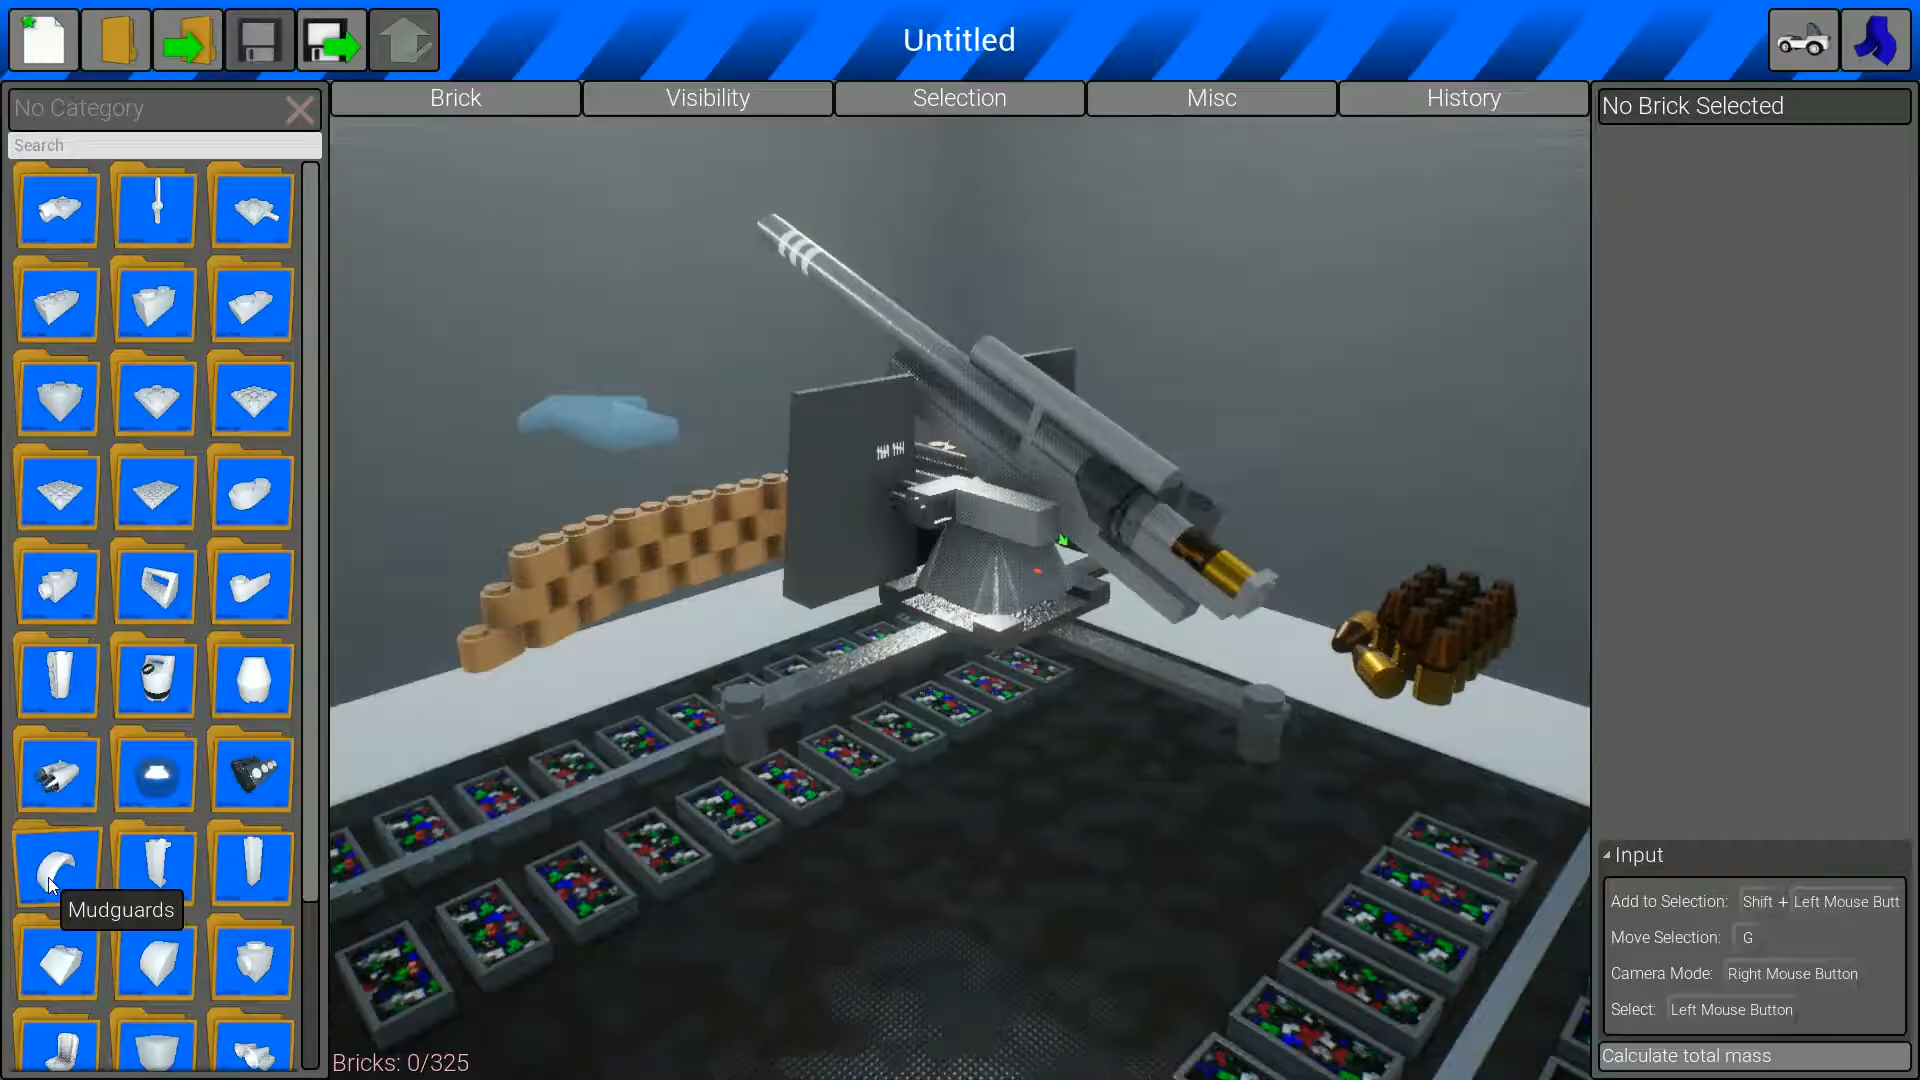 Untitled
No Category
Search
Brick
Visibility
Selection
Misc
History
No Brick Selected
Mudguards
Bricks: 0/325
Input
Add to Selection: Shift + Left Mouse Butt
Move Selection: G
Camera Mode: Right Mouse Button
Select: Left Mouse Button
Calculate total mass